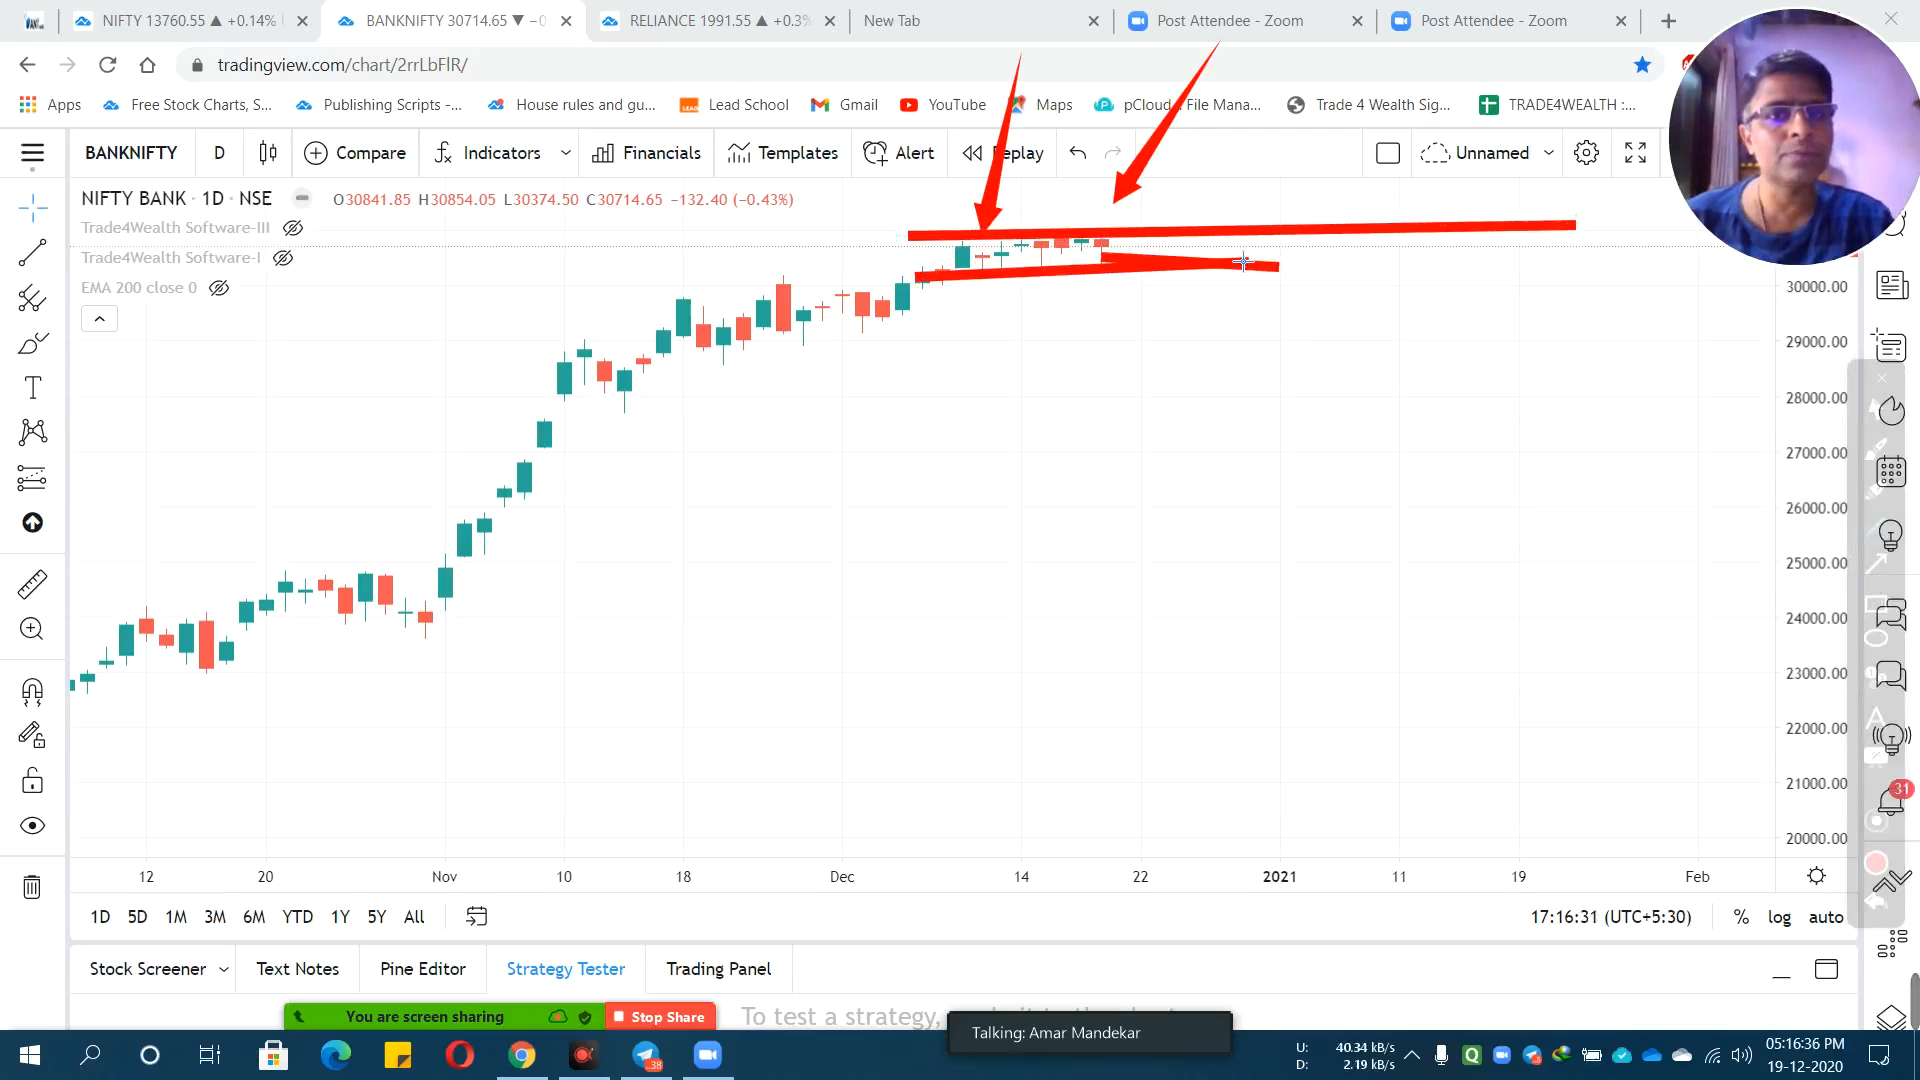 NIFTY 13760.55 ▲ +0.14%
BANKNIFTY 30714.65 ▼ −0
RELIANCE 1991.55 ▲ +0.3%
New Tab
Post Attendee - Zoom
Post Attendee - Zoom
tradingview.com/chart/2rrLbFlR/
Apps
Free Stock Charts, S...
Publishing Scripts -...
House rules and gu...
Lead School
Gmail
YouTube
Maps
pCloud - File Mana...
Trade 4 Wealth Sig...
TRADE4WEALTH :...
BANKNIFTY
D
Compare
Indicators
Financials
Templates
Alert
Replay
Unnamed
NIFTY BANK · 1D · NSE
O30841.85 H30854.05 L30374.50 C30714.65 −132.40 (−0.43%)
Trade4Wealth Software-III
Trade4Wealth Software-I
EMA 200 close 0
30000.00
29000.00
28000.00
27000.00
26000.00
25000.00
24000.00
23000.00
22000.00
21000.00
20000.00
31
12 20 Nov 10 18 Dec 14 22 2021 11 19 Feb
1D 5D 1M 3M 6M YTD 1Y 5Y All
17:16:31 (UTC+5:30)
% log auto
Stock Screener
Text Notes
Pine Editor
Strategy Tester
Trading Panel
You are screen sharing
Stop Share
To test a strategy,
Talking: Amar Mandekar
U: 40.34 kB/s
D: 2.19 kB/s
05:16:36 PM
19-12-2020